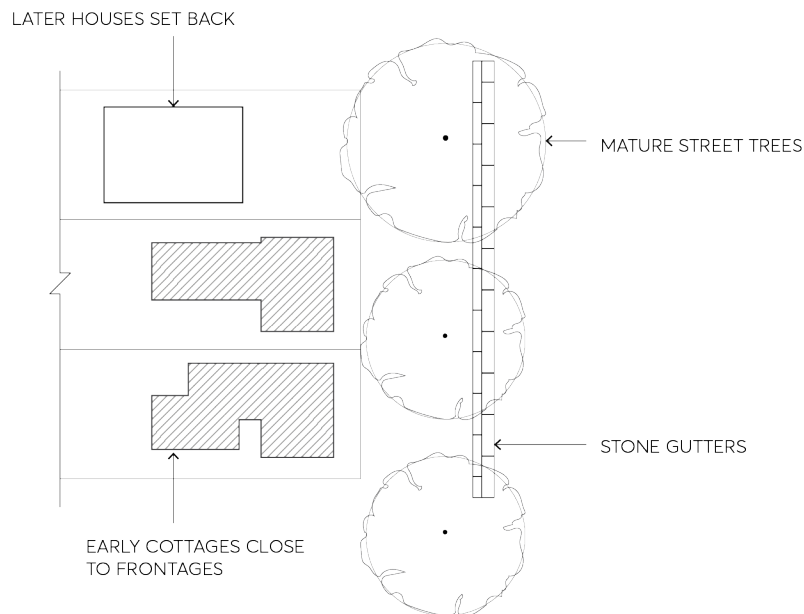 LATER HOUSES SET BACK
MATURE STREET TREES
STONE GUTTERS
EARLY COTTAGES CLOSE
TO FRONTAGES